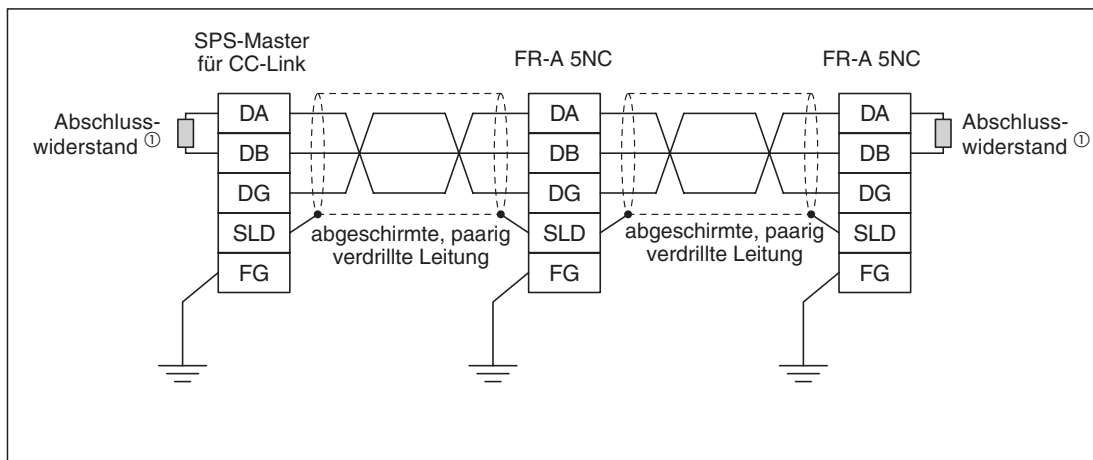 SPS-Master
für CC-Link
FR-A 5NC
FR-A 5NC
Abschluss-
widerstand ①
DA
DB
DG
SLD
FG
DA
DB
DG
SLD
FG
DA
DB
DG
SLD
FG
Abschluss-
widerstand ①
abgeschirmte, paarig
verdrillte Leitung
abgeschirmte, paarig
verdrillte Leitung